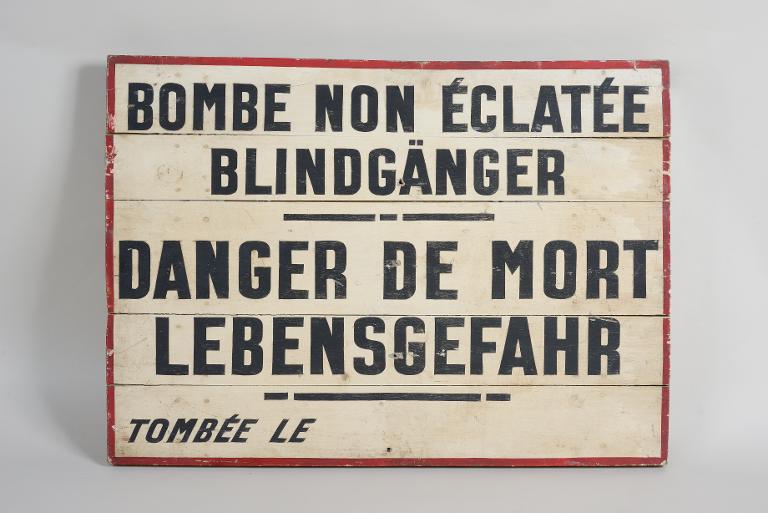 BOMBE NON ÉCLATÉE
BLINDGÄNGER
DANGER DE MORT
LEBENSGEFAHR
TOMBÉE LE